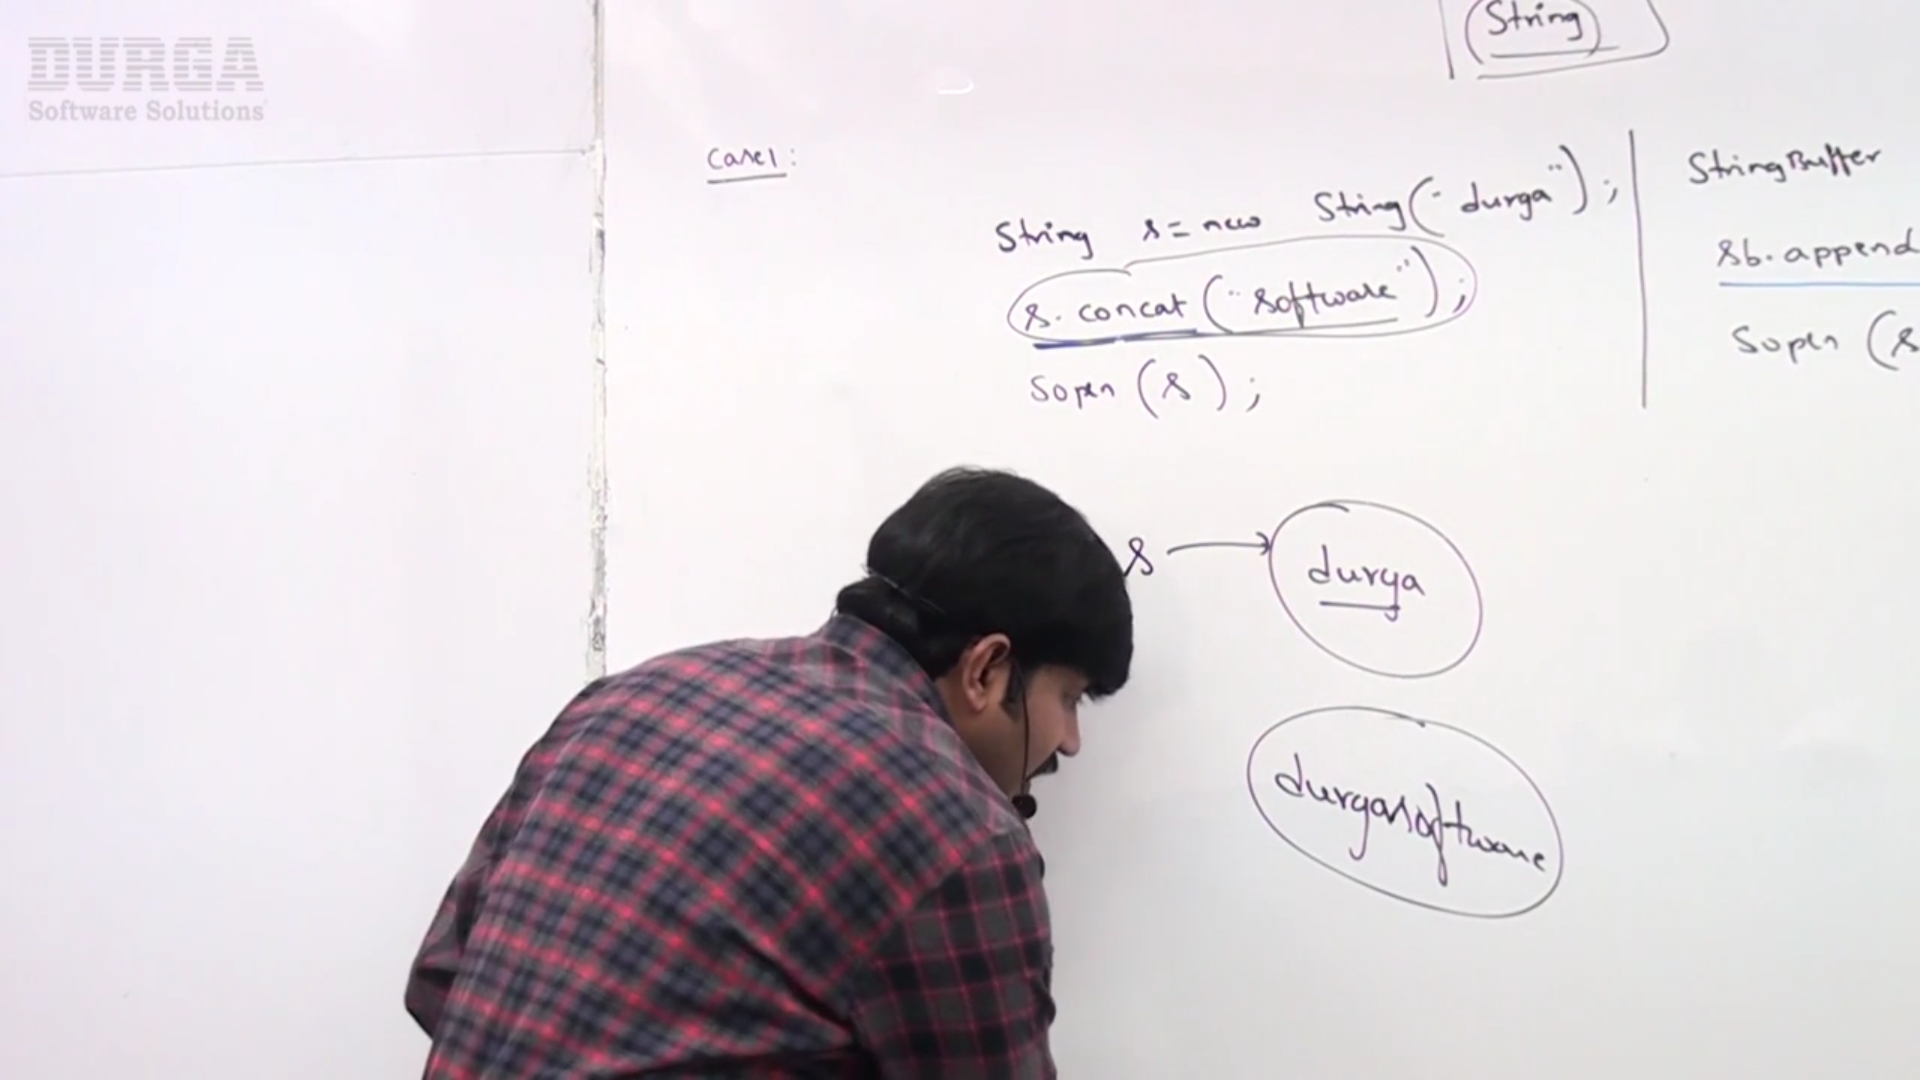 DURGA
Software Solutions
String
Case1:
String s = new String("durga");
s.concat("software");
Sopln(s);
StringBuffer
sb.append
Sopln(s
s
durga
durgasoftware